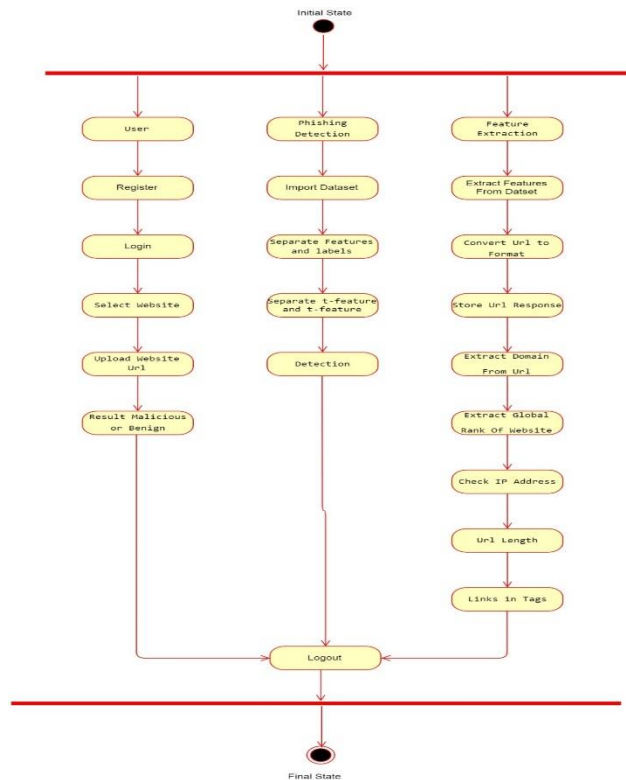 Initial State
User
Register
Login
Select Website
Upload Website
Url
Result Malicious
or Benign
Phishing
Detection
Import Dataset
Separate Features
and labels
Separate t-feature
and t-feature
Detection
Feature
Extraction
Extract Features
From Datset
Convert Url to
Format
Store Url Response
Extract Domain
From Url
Extract Global
Rank Of Website
Check IP Address
Url Length
Links in Tags
Logout
Final State